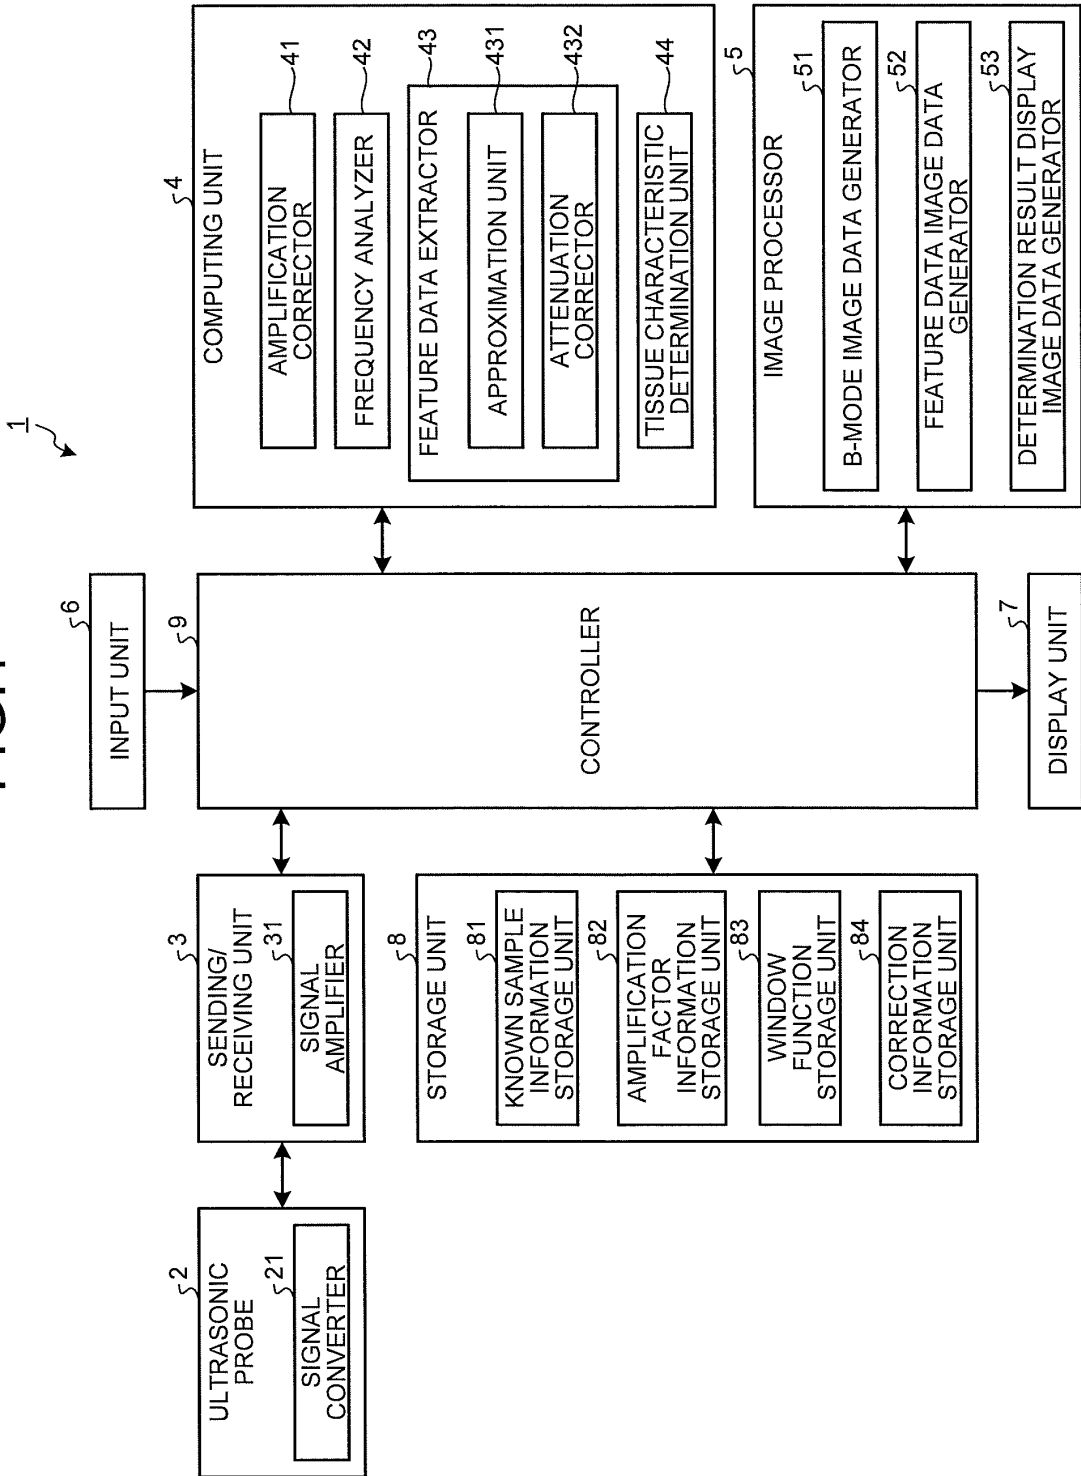 1
2
ULTRASONIC
PROBE
21
SIGNAL
CONVERTER
3
SENDING/
RECEIVING UNIT
31
SIGNAL
AMPLIFIER
8
STORAGE UNIT
81
KNOWN SAMPLE
INFORMATION
STORAGE UNIT
82
AMPLIFICATION
FACTOR
INFORMATION
STORAGE UNIT
83
WINDOW
FUNCTION
STORAGE UNIT
84
CORRECTION
INFORMATION
STORAGE UNIT
6
INPUT UNIT
9
CONTROLLER
7
DISPLAY UNIT
4
COMPUTING UNIT
41
AMPLIFICATION
CORRECTOR
42
FREQUENCY ANALYZER
43
FEATURE DATA EXTRACTOR
431
APPROXIMATION UNIT
432
ATTENUATION
CORRECTOR
44
TISSUE CHARACTERISTIC
DETERMINATION UNIT
5
IMAGE PROCESSOR
51
B-MODE IMAGE DATA GENERATOR
52
FEATURE DATA IMAGE DATA
GENERATOR
53
DETERMINATION RESULT DISPLAY
IMAGE DATA GENERATOR